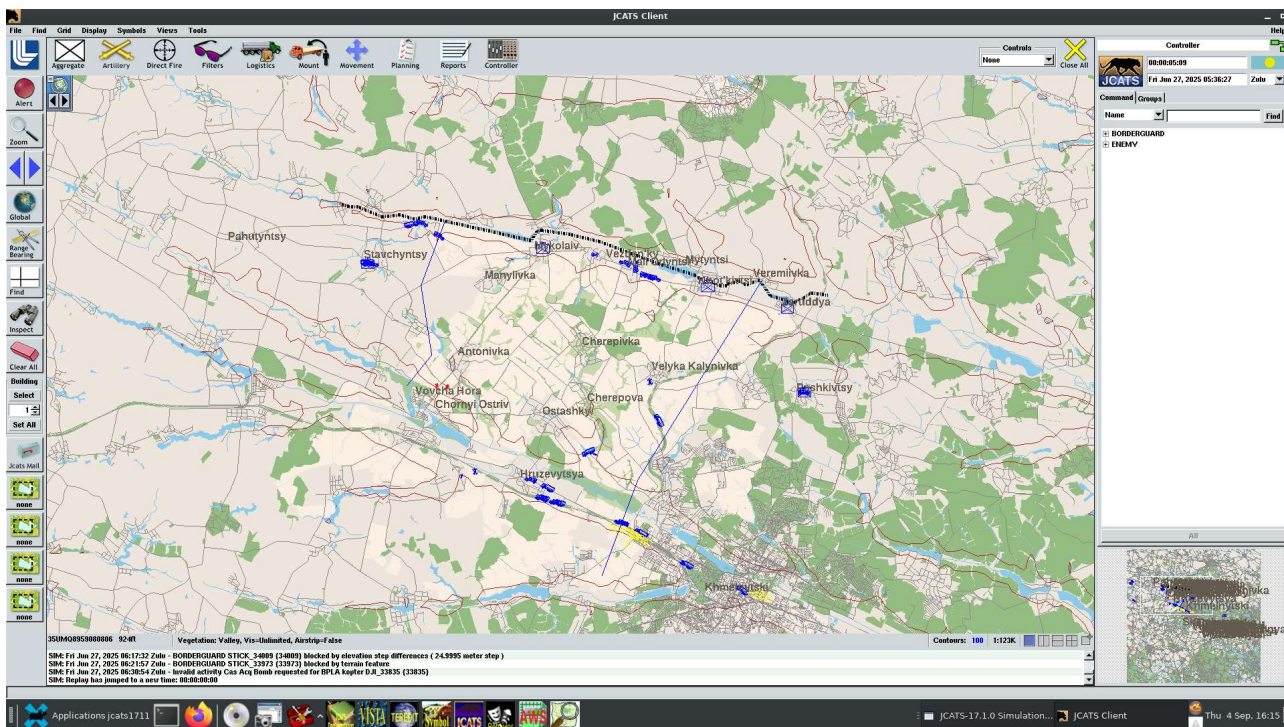 JCATS Client
File Find Grid Display Symbols Views Tools
Help
Aggregate Artillery Direct Fire Filters Logistics Mount Movement Planning Reports Controller
Controls
None
Close All
Controller
JCATS
00:00:05:09
Fri Jun 27, 2025 05:36:27 Zulu
Command Groups
Name Find
BORDERGUARD
ENEMY
All
Alert
Zoom
Global
Range
Bearing
Find
Inspect
Clear All
Building
Select
1
Set All
Jcats Mail
none
none
none
none
Pahutyntsy
Stavchyntsy
Mykolaiv
Manylivka
Mytyntsi
Veremiivka
Antonivka
Cherepivka
Velyka Kalynivka
Vovcha Hora
Chornyi Ostriv
Cherepova
Ostashky
Hruzevytsya
Khmelnytski
35UMQ8959080806 924ft
Vegetation: Valley, Vis=Unlimited, Airstrip=False
Contours: 100 1:123K
SIM: Fri Jun 27, 2025 06:17:32 Zulu - BORDERGUARD STICK_34009 (34009) blocked by elevation step differences ( 24.9995 meter step )
SIM: Fri Jun 27, 2025 06:21:57 Zulu - BORDERGUARD STICK_33973 (33973) blocked by terrain feature
SIM: Fri Jun 27, 2025 06:30:54 Zulu - Invalid activity Cas Acq Bomb requested for BPLA kopter DJI_33835 (33835)
SIM: Replay has jumped to a new time: 00:00:00:00
Applications jcats1711
VISTA TEREDIT Symbol JCATS AWS
JCATS-17.1.0 Simulation...
JCATS Client
Thu 4 Sep, 16:15